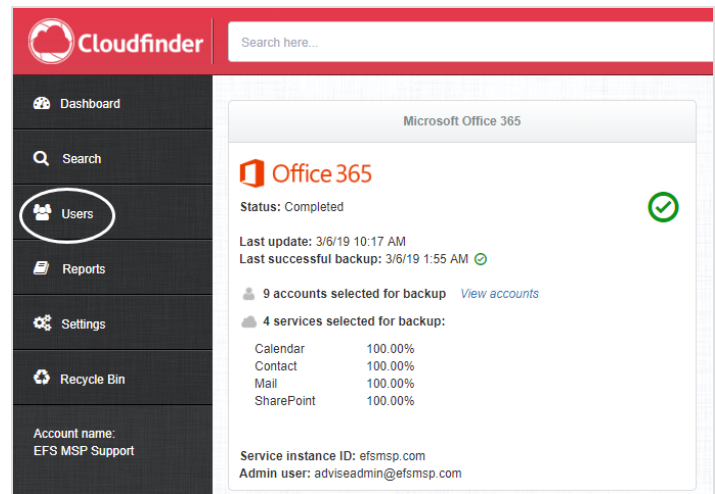 Cloudfinder
Search here...
Dashboard
Search
Users
Reports
Settings
Recycle Bin
Account name:
EFS MSP Support
Microsoft Office 365
Office 365
Status: Completed
Last update: 3/6/19 10:17 AM
Last successful backup: 3/6/19 1:55 AM
9 accounts selected for backup View accounts
4 services selected for backup:
Calendar 100.00%
Contact 100.00%
Mail 100.00%
SharePoint 100.00%
Service instance ID: efsmsp.com
Admin user: adviseadmin@efsmsp.com